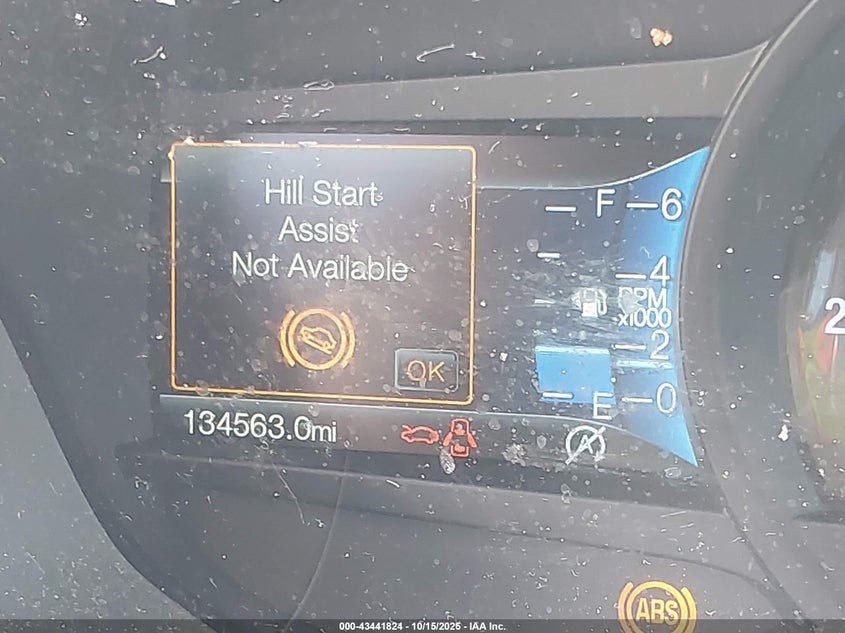 Hill Start
Assist
Not Available
OK
134563.0mi
F 6
4
RPM
x1000
2
E 0
2
ABS
000-43441824 - 10/15/2025 - IAA Inc.